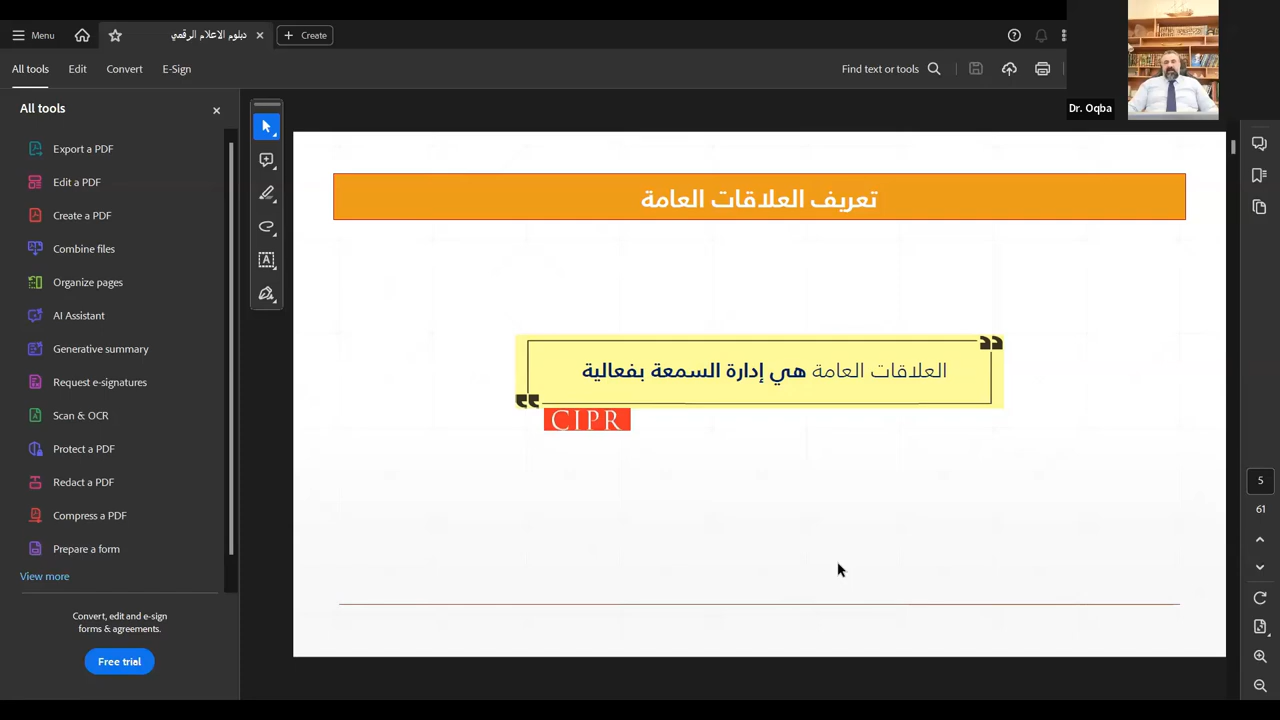 Menu
دبلوم الاعلام الرقمي
Create
All tools
Edit
Convert
E-Sign
Find text or tools
Dr. Oqba
All tools
Export a PDF
Edit a PDF
Create a PDF
Combine files
Organize pages
AI Assistant
Generative summary
Request e-signatures
Scan & OCR
Protect a PDF
Redact a PDF
Compress a PDF
Prepare a form
View more
Convert, edit and e-sign
forms & agreements.
Free trial
تعريف العلاقات العامة
العلاقات العامة هي إدارة السمعة بفعالية
CIPR
5
61